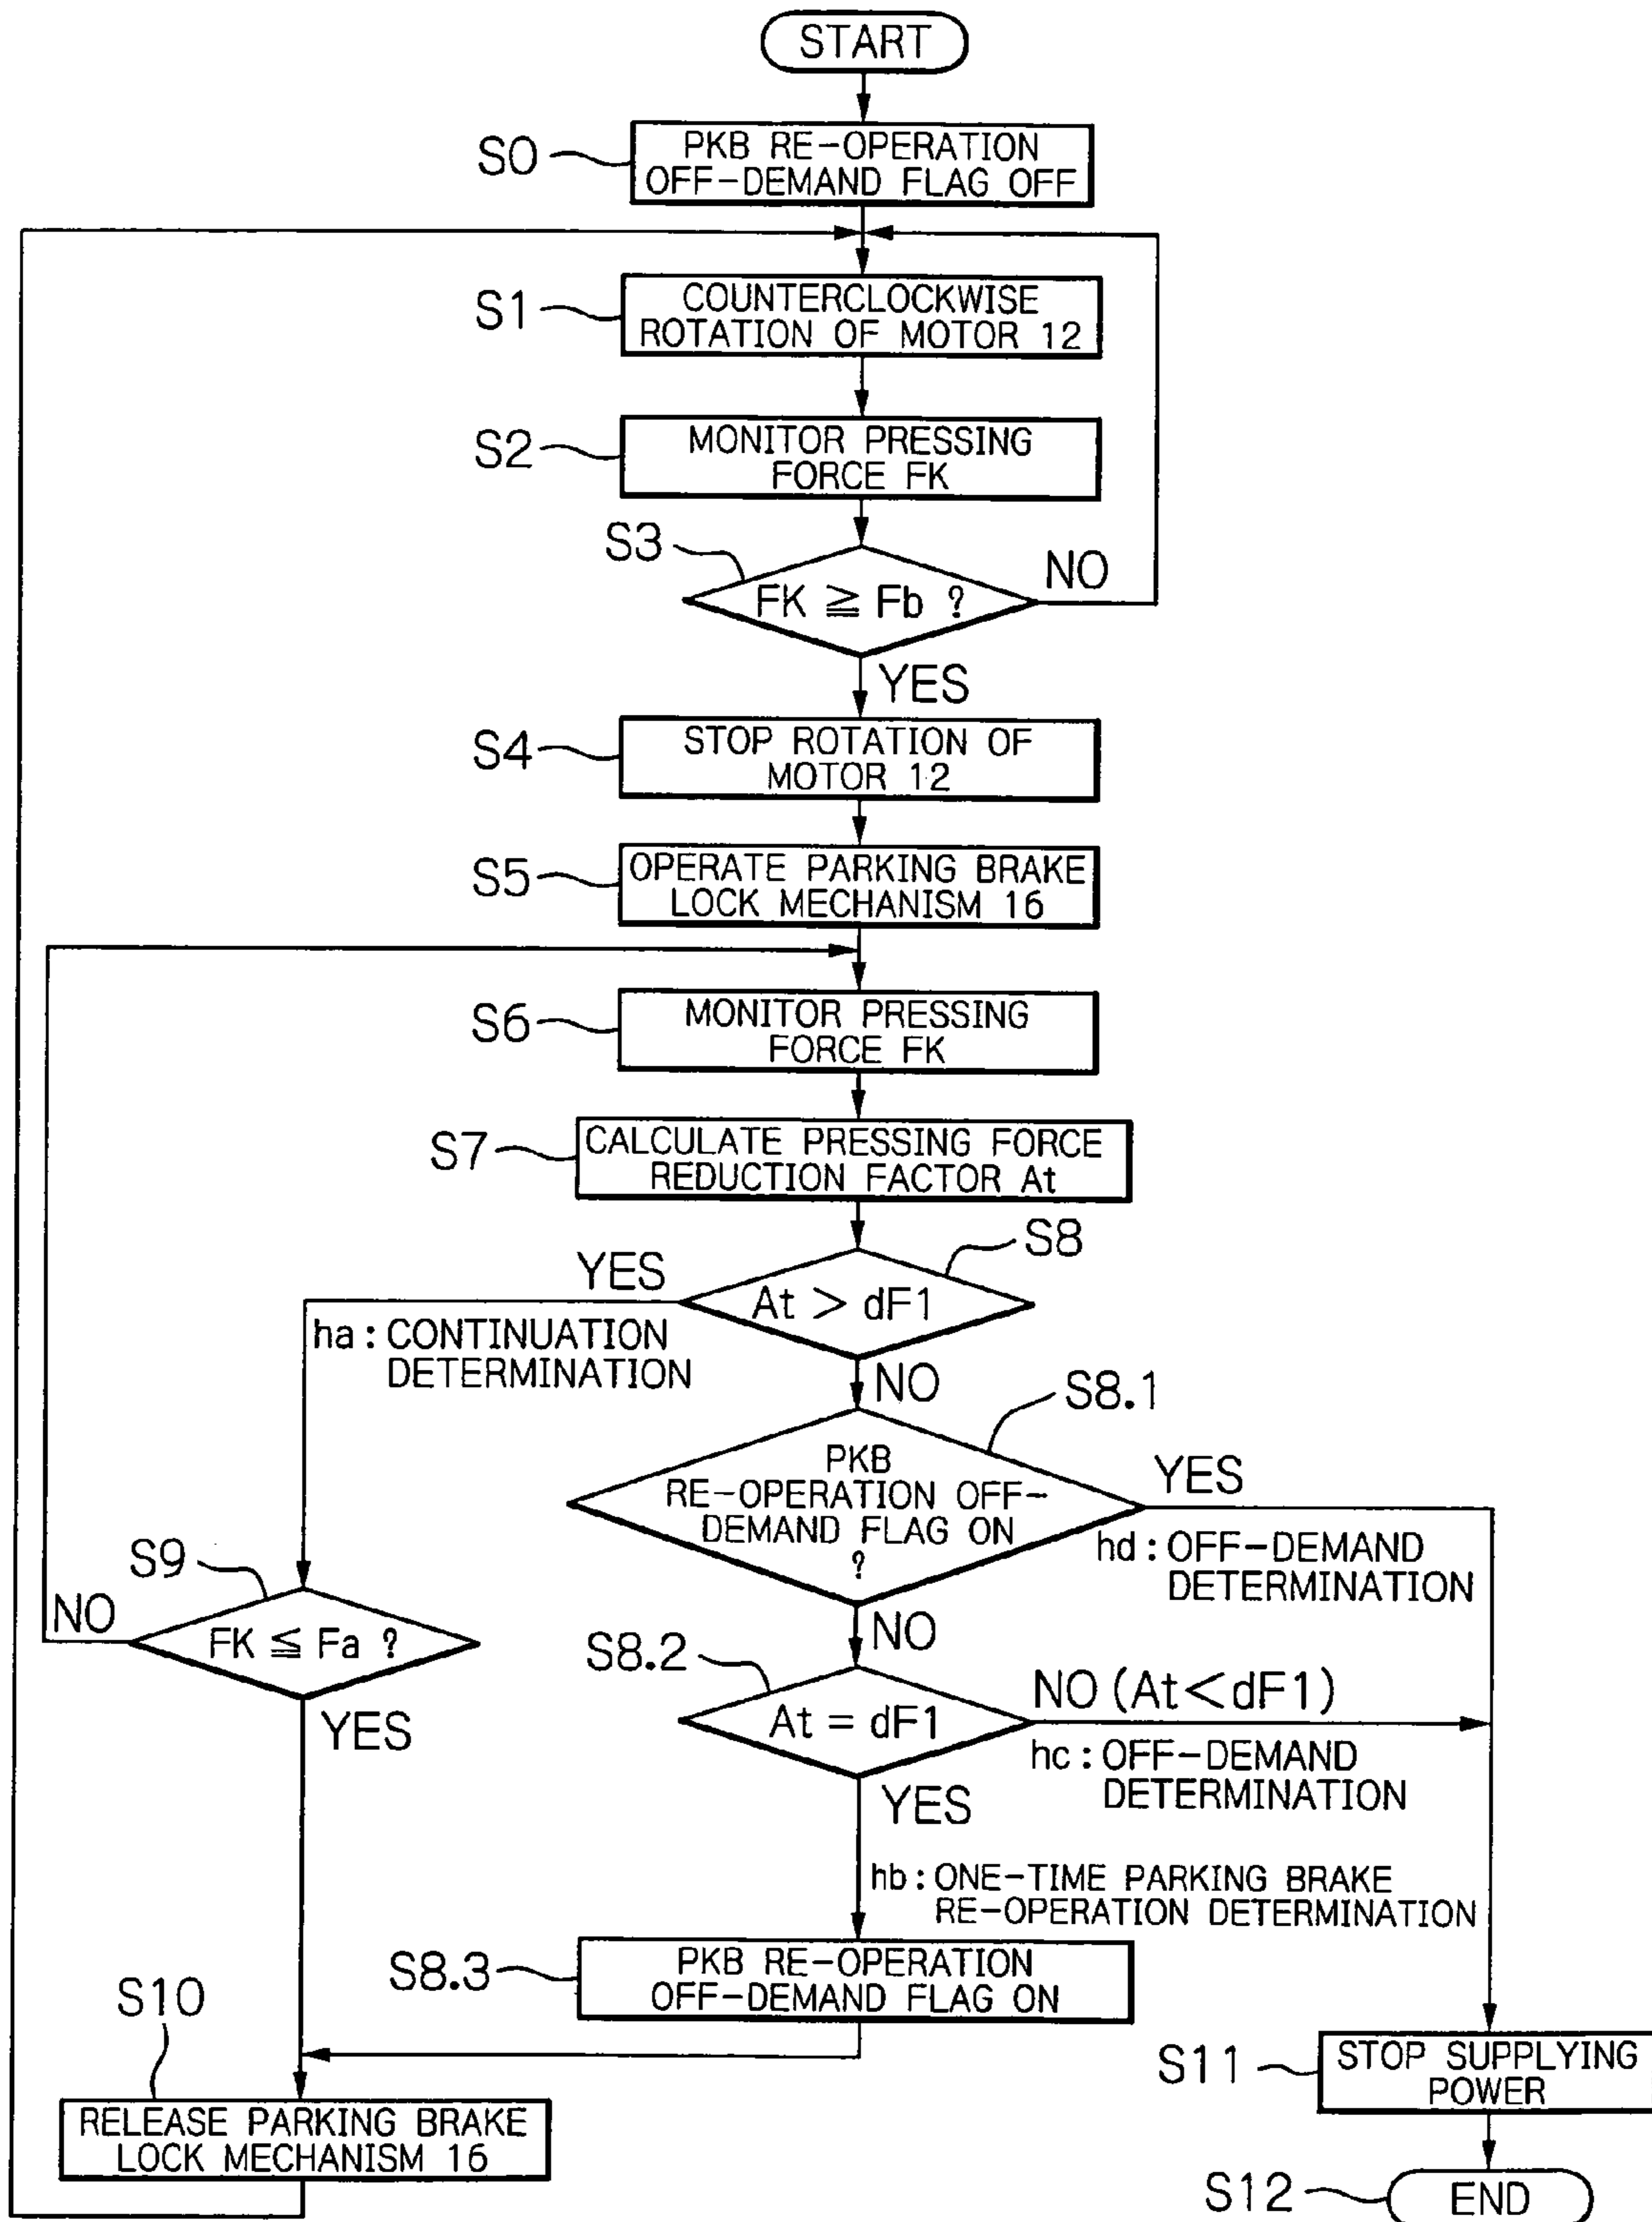 START
S0
PKB RE-OPERATION
OFF-DEMAND FLAG OFF
S1
COUNTERCLOCKWISE
ROTATION OF MOTOR 12
S2
MONITOR PRESSING
FORCE FK
S3
FK ≧ Fb ?
NO
YES
S4
STOP ROTATION OF
MOTOR 12
S5
OPERATE PARKING BRAKE
LOCK MECHANISM 16
S6
MONITOR PRESSING
FORCE FK
S7
CALCULATE PRESSING FORCE
REDUCTION FACTOR At
S8
At > dF1
YES
ha : CONTINUATION
DETERMINATION
NO
S8.1
PKB
RE-OPERATION OFF-
DEMAND FLAG ON
?
YES
hd : OFF-DEMAND
DETERMINATION
S9
NO
FK ≦ Fa ?
YES
NO
S8.2
At = dF1
NO (At<dF1)
hc : OFF-DEMAND
DETERMINATION
YES
hb : ONE-TIME PARKING BRAKE
RE-OPERATION DETERMINATION
S8.3
PKB RE-OPERATION
OFF-DEMAND FLAG ON
S10
RELEASE PARKING BRAKE
LOCK MECHANISM 16
S11
STOP SUPPLYING
POWER
S12
END